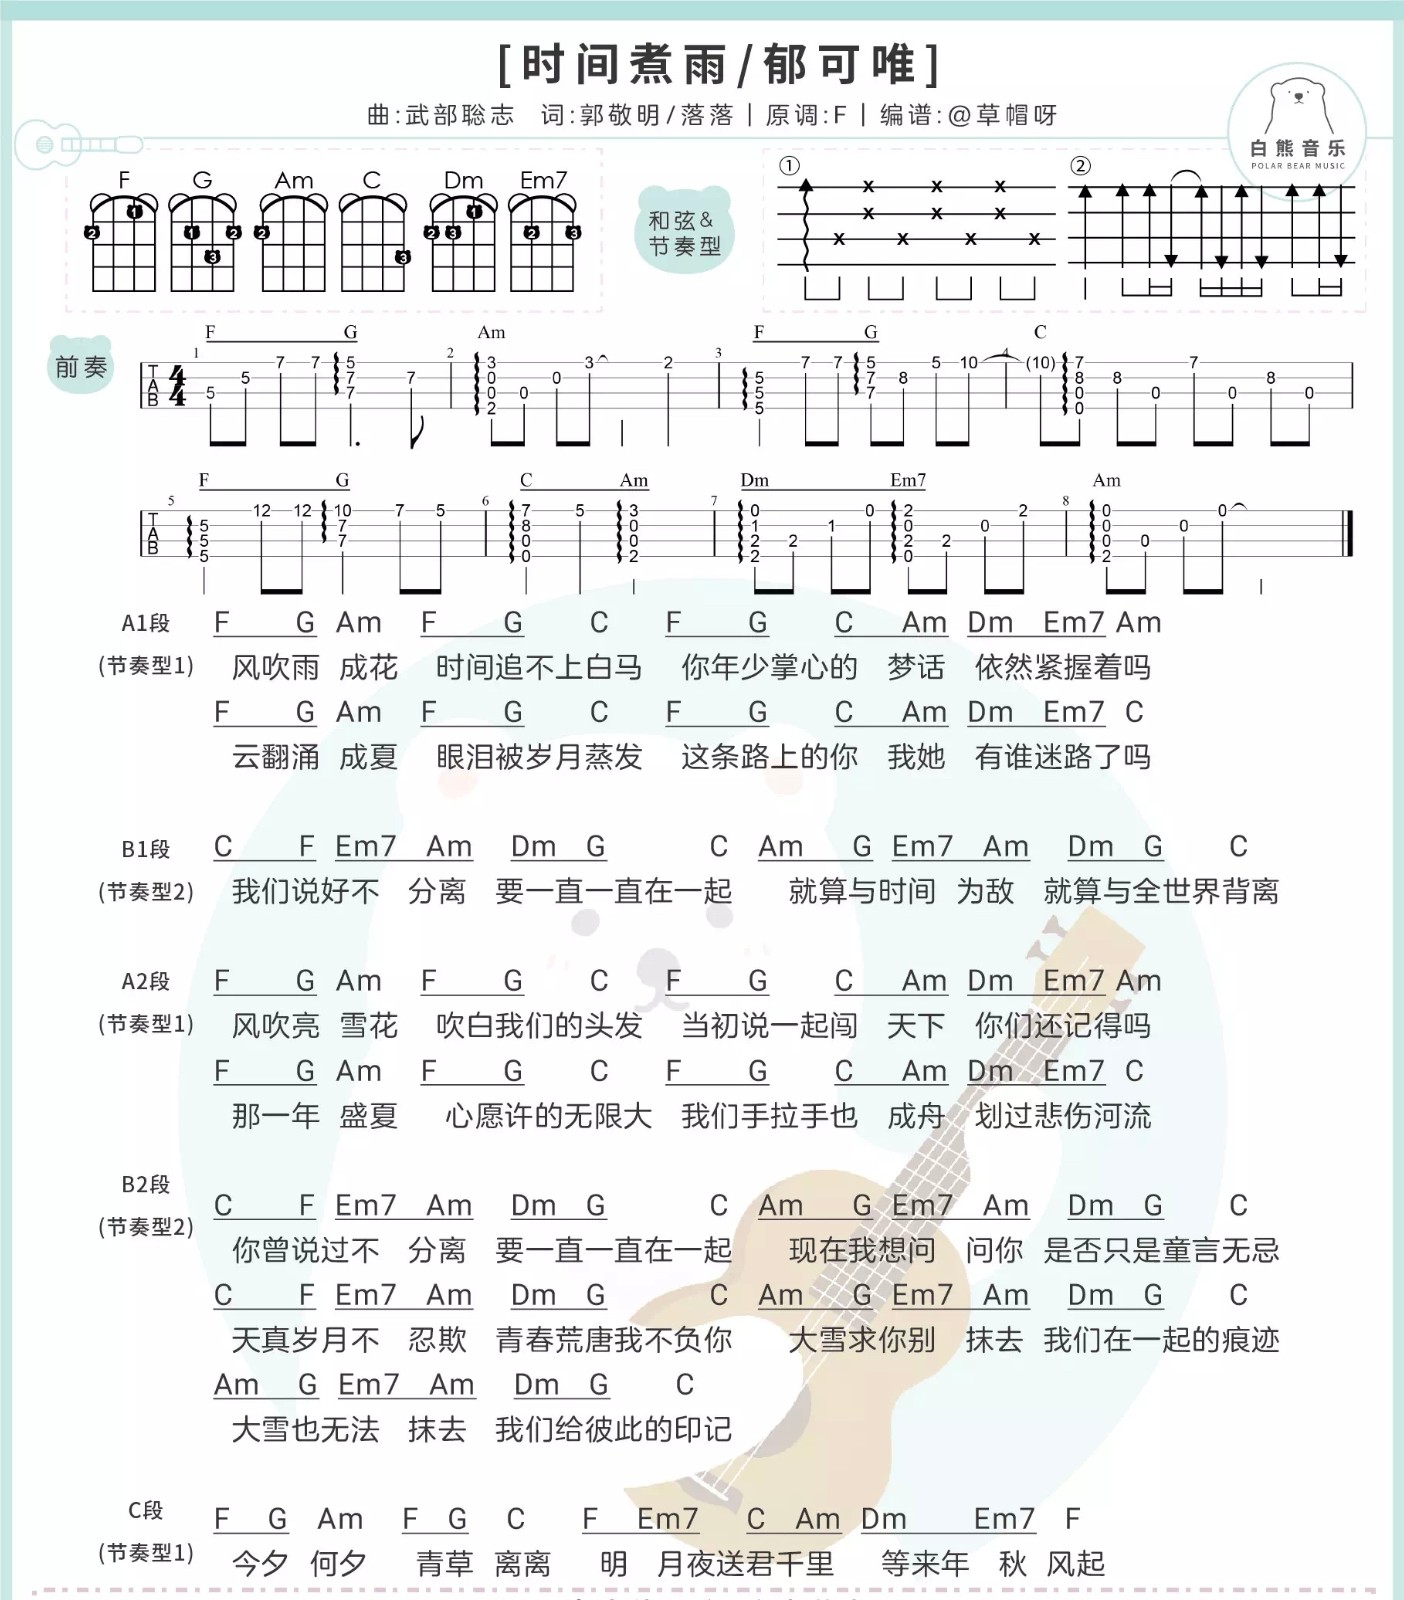 [时间煮雨/郁可唯]
曲:武部聡志 词:郭敬明/落落 | 原调:F | 编谱:@草帽呀
白熊音乐
POLAR BEAR MUSIC
F G Am C Dm Em7
和弦&
节奏型
① ②
前奏
F G Am F G C
1 2 3 4
T A B
4 4
F G C Am Dm Em7 Am
5 6 7 8
T A B
A1段 F G Am F G C F G C Am Dm Em7 Am
(节奏型1) 风吹雨 成花 时间追不上白马 你年少掌心的 梦话 依然紧握着吗
F G Am F G C F G C Am Dm Em7 C
云翻涌 成夏 眼泪被岁月蒸发 这条路上的你 我她 有谁迷路了吗
B1段 C F Em7 Am Dm G C Am G Em7 Am Dm G C
(节奏型2) 我们说好不 分离 要一直一直在一起 就算与时间 为敌 就算与全世界背离
A2段 F G Am F G C F G C Am Dm Em7 Am
(节奏型1) 风吹亮 雪花 吹白我们的头发 当初说一起闯 天下 你们还记得吗
F G Am F G C F G C Am Dm Em7 C
那一年 盛夏 心愿许的无限大 我们手拉手也 成舟 划过悲伤河流
B2段 C F Em7 Am Dm G C Am G Em7 Am Dm G C
(节奏型2) 你曾说过不 分离 要一直一直在一起 现在我想问 问你 是否只是童言无忌
C F Em7 Am Dm G C Am G Em7 Am Dm G C
天真岁月不 忍欺 青春荒唐我不负你 大雪求你别 抹去 我们在一起的痕迹
Am G Em7 Am Dm G C
大雪也无法 抹去 我们给彼此的印记
C段 F G Am F G C F Em7 C Am Dm Em7 F
(节奏型1) 今夕 何夕 青草 离离 明 月夜送君千里 等来年 秋 风起